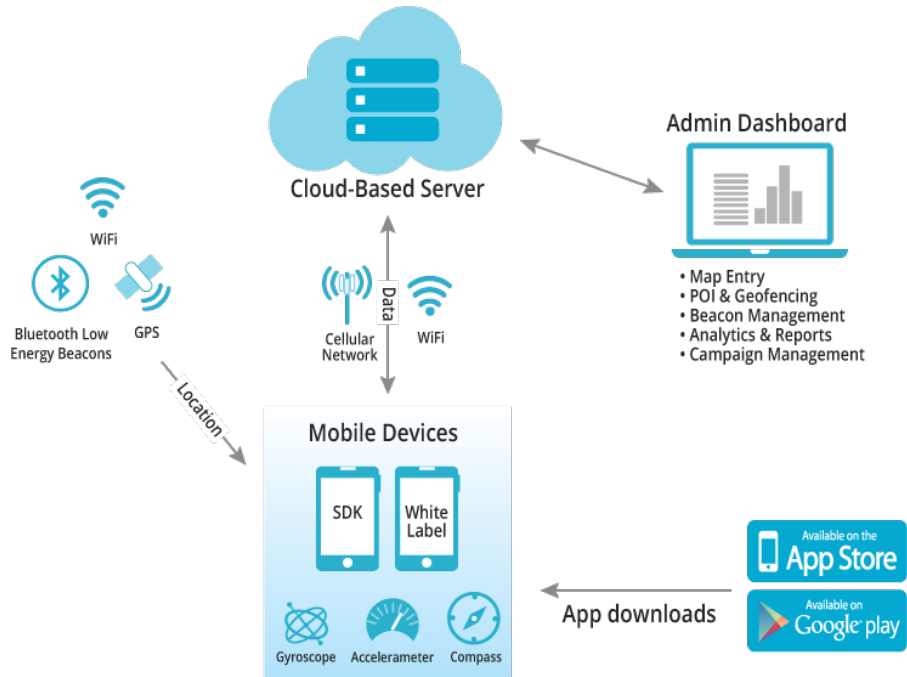 Cloud-Based Server
Admin Dashboard
• Map Entry
• POI & Geofencing
• Beacon Management
• Analytics & Reports
• Campaign Management
WiFi
Bluetooth Low
Energy Beacons
GPS
Location
Cellular
Network
Data
WiFi
Mobile Devices
SDK
White
Label
Gyroscope
Accelerameter
Compass
App downloads
Available on the
App Store
Available on
Google play